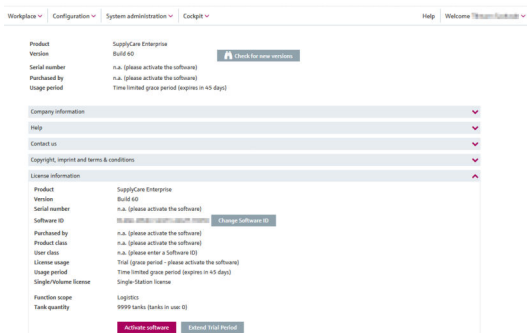 Workplace Configuration System administration Cockpit Help Welcome
Product SupplyCare Enterprise
Version Build 60 Check for new versions
Serial number n.a. (please activate the software)
Purchased by n.a. (please activate the software)
Usage period Time limited grace period (expires in 45 days)
Company information
Help
Contact us
Copyright, imprint and terms & conditions
License information
Product SupplyCare Enterprise
Version Build 60
Serial number n.a. (please activate the software)
Software ID Change Software ID
Purchased by n.a. (please activate the software)
Product class n.a. (please activate the software)
User class n.a. (please enter a Software ID)
License usage Trial (grace period - please activate the software)
Usage period Time limited grace period (expires in 45 days)
Single/Volume license Single-Station license
Function scope Logistics
Tank quantity 9999 tanks (tanks in use: 0)
Activate software Extend Trial Period